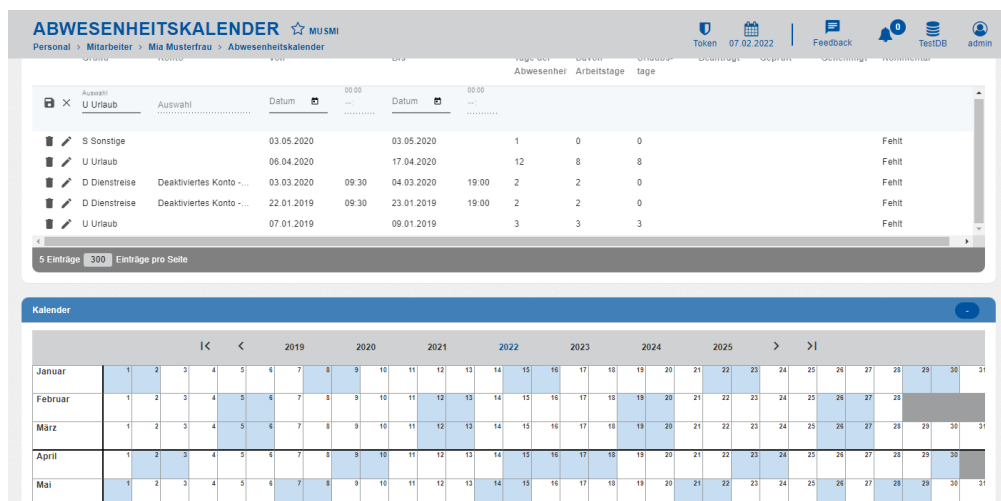 ABWESENHEITSKALENDER MUSMI
Personal > Mitarbeiter > Mia Musterfrau > Abwesenheitskalender
Token 07.02.2022 Feedback 0 TestDB admin
Abwesenhei Arbeitstage tage
Auswahl 00:00 00:00
U Urlaub Auswahl Datum --: Datum --:
S Sonstige 03.05.2020 03.05.2020 1 0 0 Fehlt
U Urlaub 06.04.2020 17.04.2020 12 8 8 Fehlt
D Dienstreise Deaktiviertes Konto -... 03.03.2020 09:30 04.03.2020 19:00 2 2 0 Fehlt
D Dienstreise Deaktiviertes Konto -... 22.01.2019 09:30 23.01.2019 19:00 2 2 0 Fehlt
U Urlaub 07.01.2019 09.01.2019 3 3 3 Fehlt
5 Einträge 300 Einträge pro Seite
Kalender -
2019 2020 2021 2022 2023 2024 2025
Januar 1 2 3 4 5 6 7 8 9 10 11 12 13 14 15 16 17 18 19 20 21 22 23 24 25 26 27 28 29 30 31
Februar 1 2 3 4 5 6 7 8 9 10 11 12 13 14 15 16 17 18 19 20 21 22 23 24 25 26 27 28
März 1 2 3 4 5 6 7 8 9 10 11 12 13 14 15 16 17 18 19 20 21 22 23 24 25 26 27 28 29 30 31
April 1 2 3 4 5 6 7 8 9 10 11 12 13 14 15 16 17 18 19 20 21 22 23 24 25 26 27 28 29 30
Mai 1 2 3 4 5 6 7 8 9 10 11 12 13 14 15 16 17 18 19 20 21 22 23 24 25 26 27 28 29 30 31